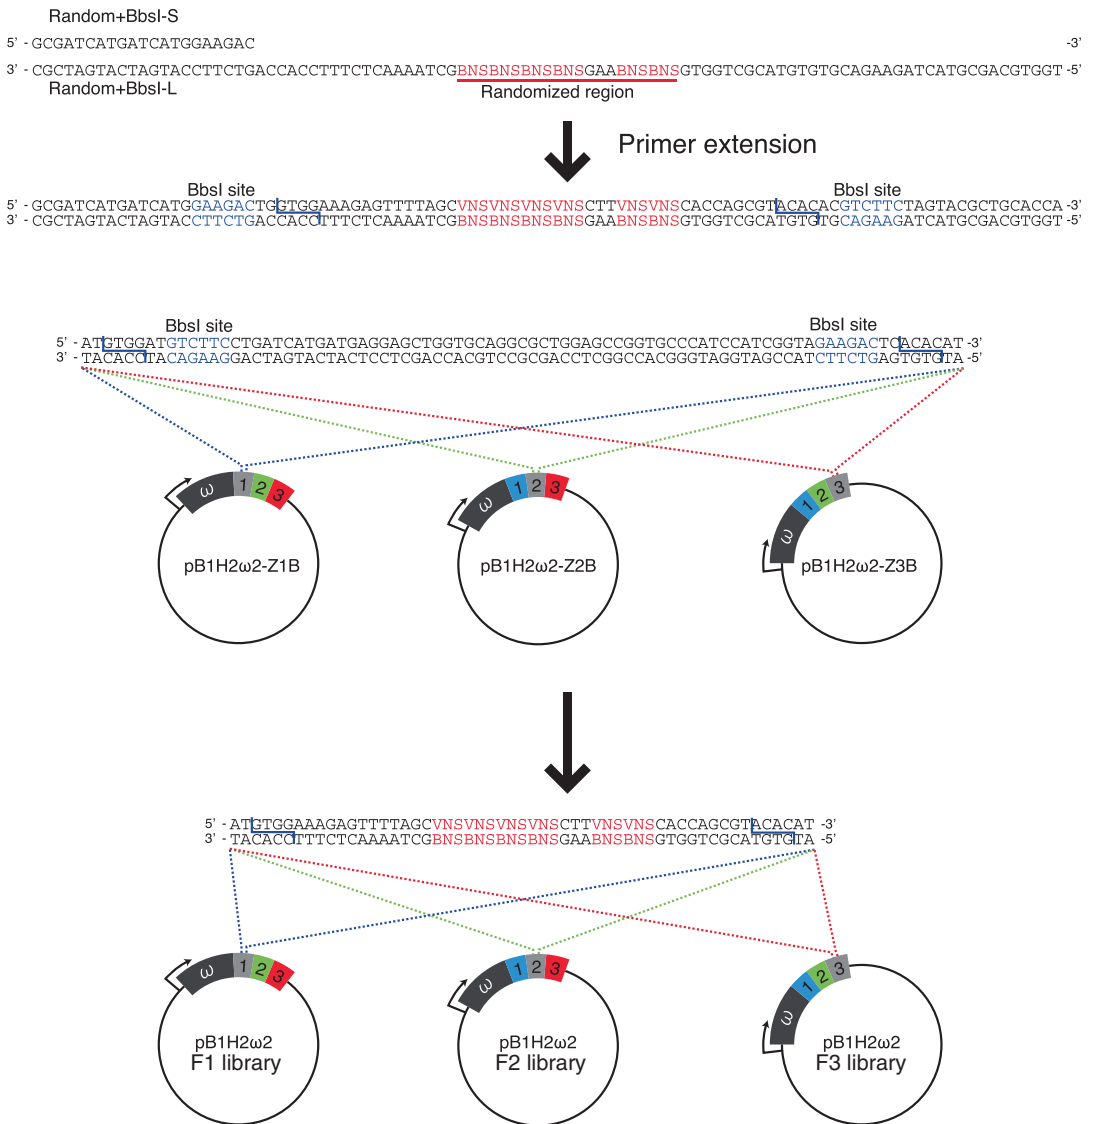 Random+BbsI-S
5’ - GCGATCATGATCATGGAAGAC -3’
3’ - CGCTAGTACTAGTACCTTCTGACCACCTTTCTCAAAATCGBNSBNSBNSBNSGAABNSBNSGTGGTCGCATGTGTGCAGAAGATCATGCGACGTGGT -5’
Random+BbsI-L
Randomized region
Primer extension
BbsI site BbsI site
5’ - GCGATCATGATCATGGAAGACTGGTGGAAAGAGTTTTAGCVNSVNSVNSVNSCTTVNSVNSCACCAGCGTACACACGTCTTCTAGTACGCTGCACCA -3’
3’ - CGCTAGTACTAGTACCTTCTGACCACCTTTCTCAAAATCGBNSBNSBNSBNSGAABNSBNSGTGGTCGCATGTGTGCAGAAGATCATGCGACGTGGT -5’
BbsI site BbsI site
5’ - ATGTGGATGTCTTCCTGATCATGATGAGGAGCTGGTGCAGGCGCTGGAGCCGGTGCCCATCCATCGGTAGAAGACTCACACAT -3’
3’ - TACACCTACAGAAGGACTAGTACTACTCCTCGACCACGTCCGCGACCTCGGCCACGGGTAGGTAGCCATCTTCTGAGTGTGTA -5’
ω 1 2 3 ω 1 2 3 ω 1 2 3
pB1H2ω2-Z1B pB1H2ω2-Z2B pB1H2ω2-Z3B
5’ - ATGTGGAAAGAGTTTTAGCVNSVNSVNSVNSCTTVNSVNSCACCAGCGTACACAT -3’
3’ - TACACCTTTCTCAAAATCGBNSBNSBNSBNSGAABNSBNSGTGGTCGCATGTGTA -5’
ω 1 2 3 ω 1 2 3 ω 1 2 3
pB1H2ω2 pB1H2ω2 pB1H2ω2
F1 library F2 library F3 library